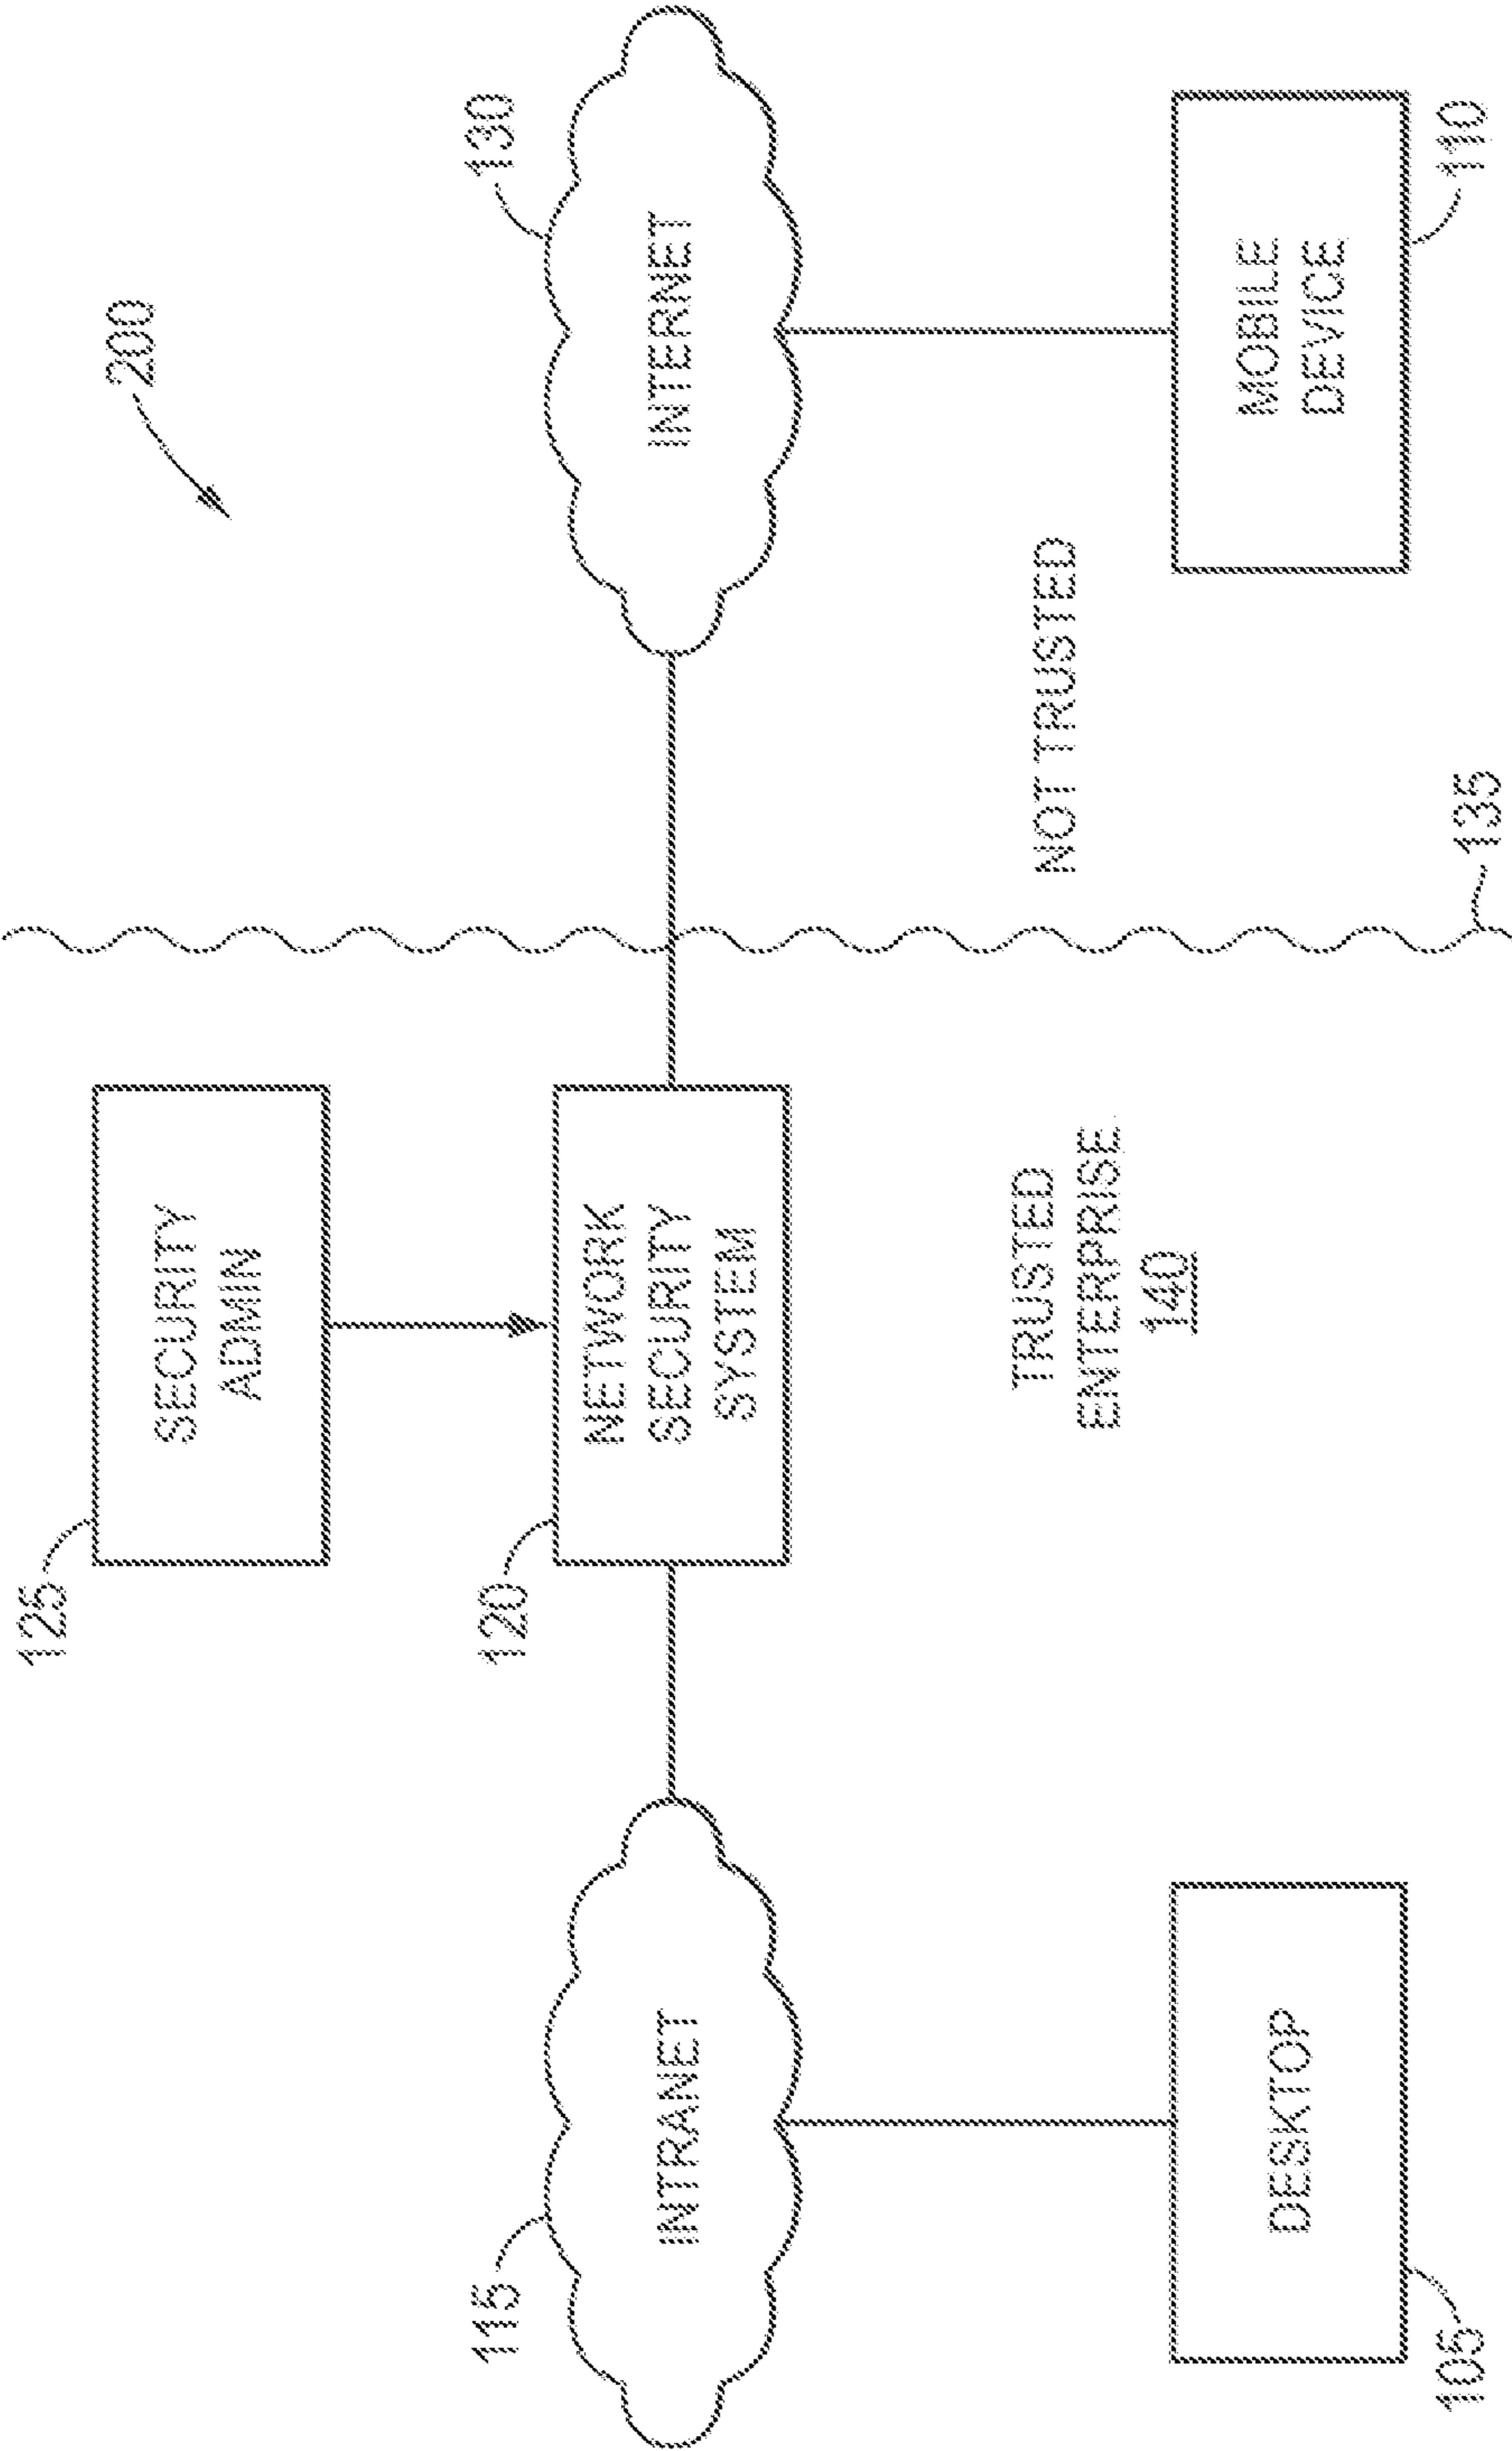 200
125
SECURITY
ADMIN
115
INTRANET
120
NETWORK
SECURITY
SYSTEM
130
INTERNET
TRUSTED
ENTERPRISE
140
NOT TRUSTED
DESKTOP
105
135
MOBILE
DEVICE
110